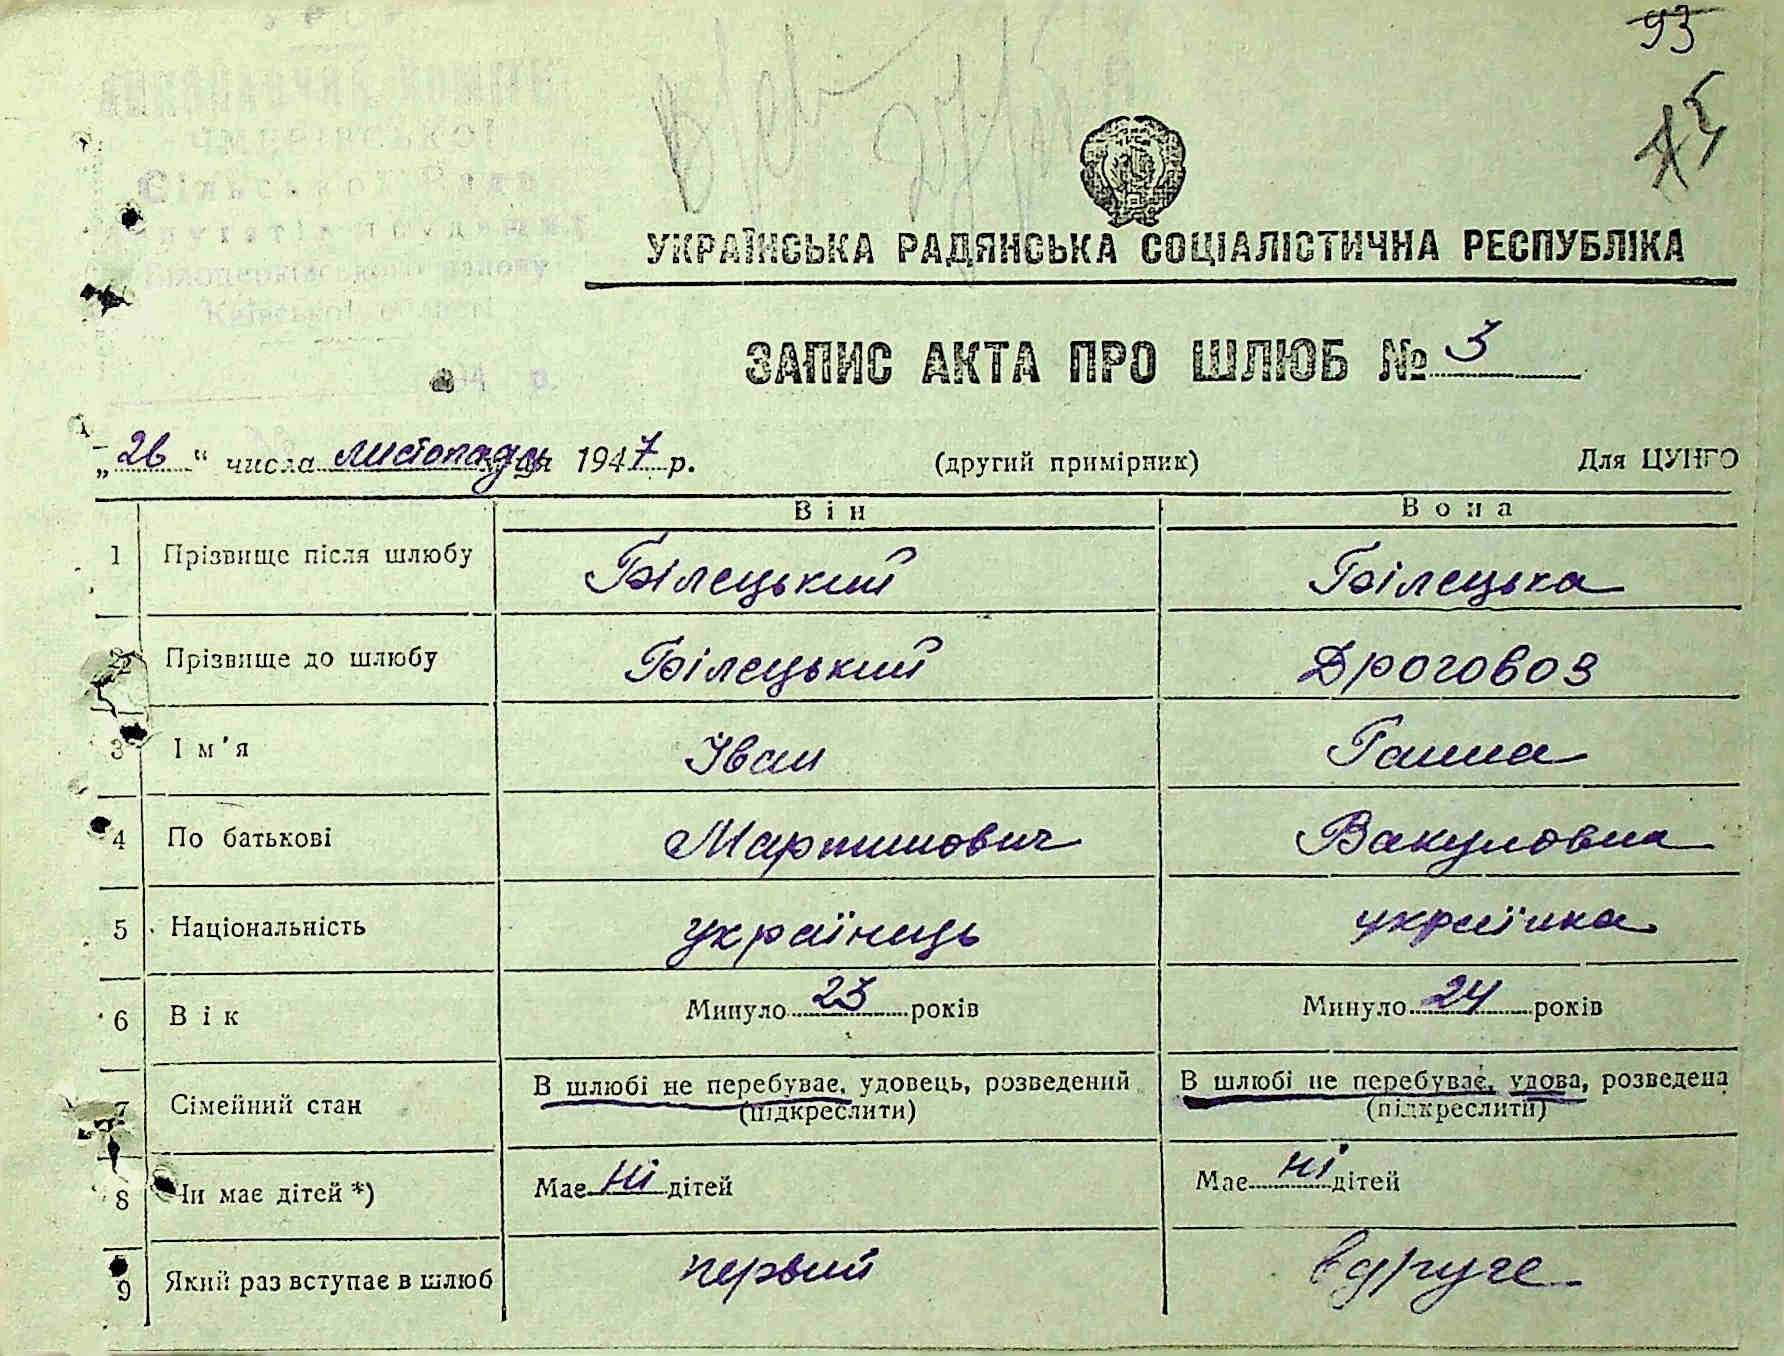 93
75
УКРАЇНСЬКА РАДЯНСЬКА СОЦІАЛІСТИЧНА РЕСПУБЛІКА
ЗАПИС АКТА ПРО ШЛЮБ № 3
„26“ числа листопада 1947 р. (другий примірник) Для ЦУНГО
Він Вона
1 Прізвище після шлюбу Білецький Білецька
2 Прізвище до шлюбу Білецький Дроговоз
3 Ім'я Іван Ганна
4 По батькові Мартинович Вакуловна
5 Національність українець українка
6 Вік Минуло 23 років Минуло 24 років
7 Сімейний стан В шлюбі не перебуває, удовець, розведений В шлюбі не перебуває, удова, розведена
(підкреслити) (підкреслити)
8 Чи має дітей *) Має ні дітей Має ні дітей
9 Який раз вступає в шлюб первий вдруге